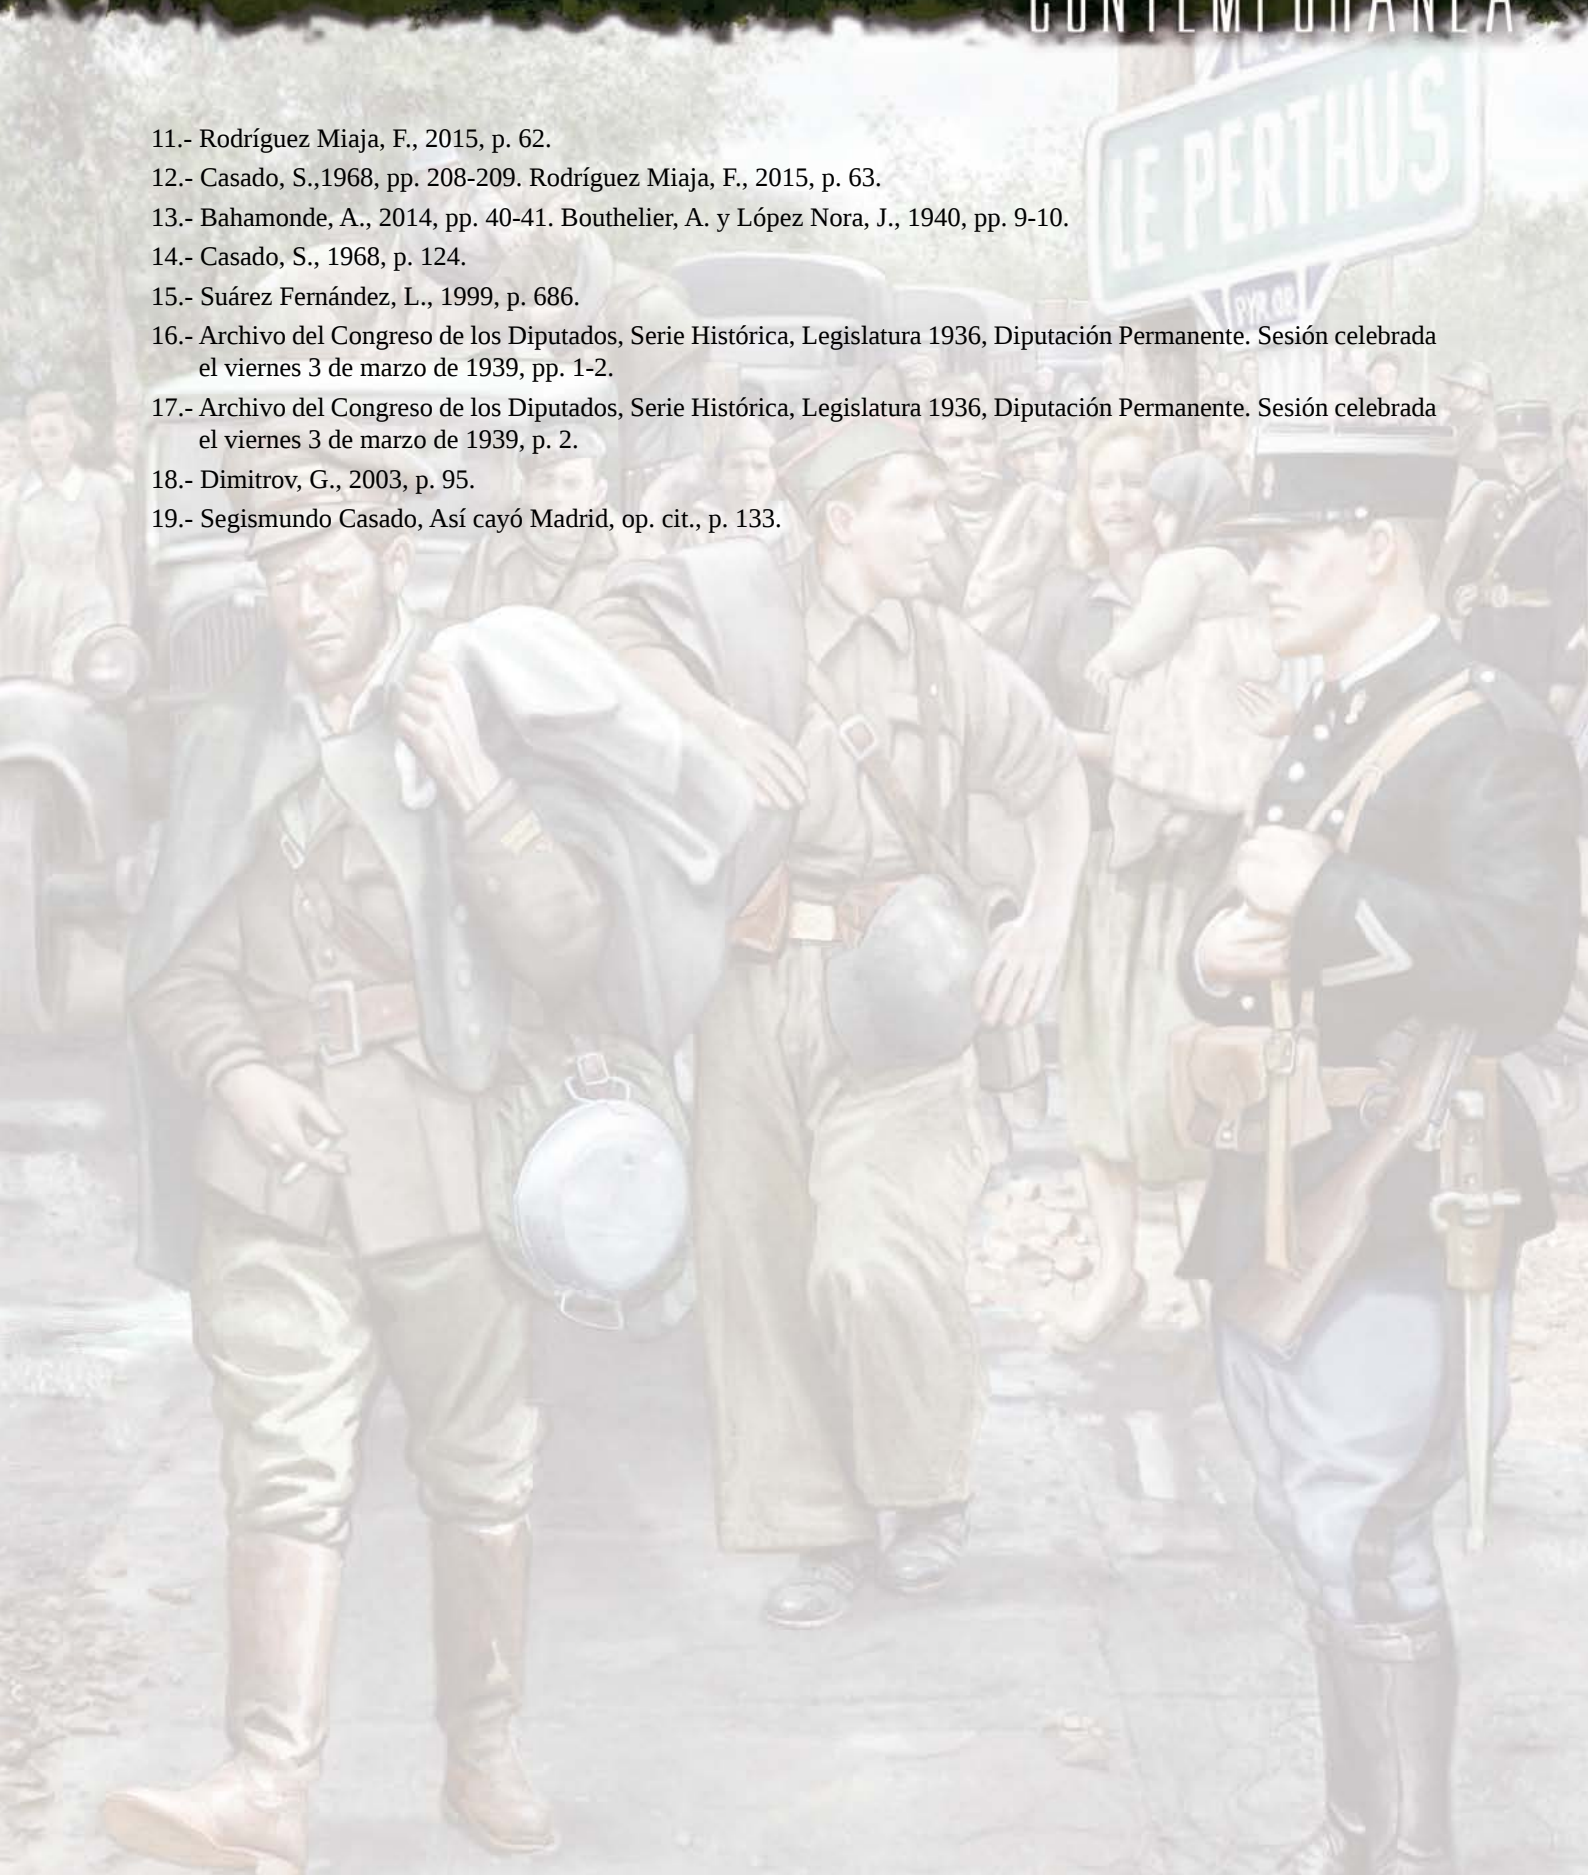 CONTEMPORÁNEA
LE PERTHUS
PYR OR
11.- Rodríguez Miaja, F., 2015, p. 62.
12.- Casado, S.,1968, pp. 208-209. Rodríguez Miaja, F., 2015, p. 63.
13.- Bahamonde, A., 2014, pp. 40-41. Bouthelier, A. y López Nora, J., 1940, pp. 9-10.
14.- Casado, S., 1968, p. 124.
15.- Suárez Fernández, L., 1999, p. 686.
16.- Archivo del Congreso de los Diputados, Serie Histórica, Legislatura 1936, Diputación Permanente. Sesión celebrada
el viernes 3 de marzo de 1939, pp. 1-2.
17.- Archivo del Congreso de los Diputados, Serie Histórica, Legislatura 1936, Diputación Permanente. Sesión celebrada
el viernes 3 de marzo de 1939, p. 2.
18.- Dimitrov, G., 2003, p. 95.
19.- Segismundo Casado, Así cayó Madrid, op. cit., p. 133.